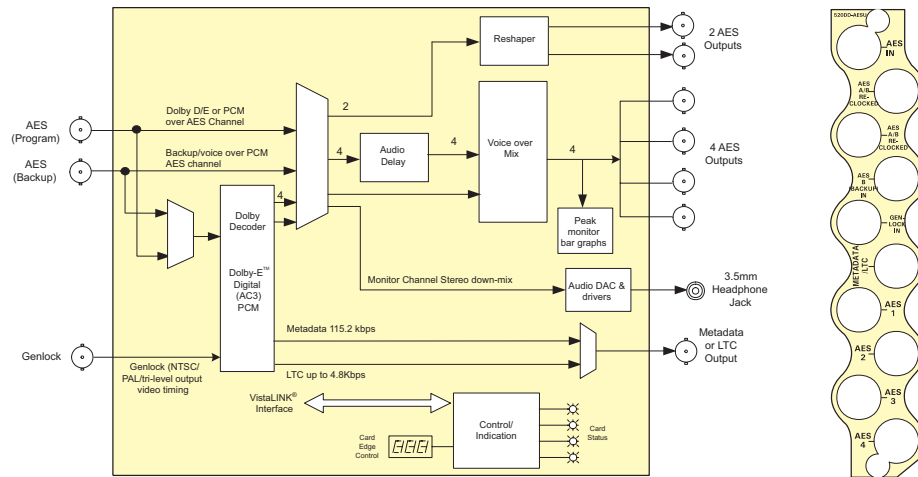 2 AES
Outputs
Reshaper
2
AES
(Program)
Dolby D/E or PCM
over AES Channel
AES
(Backup)
Backup/voice over PCM
AES channel
4
Audio
Delay
4
Voice over
Mix
4
4 AES
Outputs
4
Dolby
Decoder
Dolby-E™
Digital
(AC3)
PCM
Peak
monitor
bar graphs
Monitor Channel Stereo down-mix
Audio DAC &
drivers
3.5mm
Headphone
Jack
Metadata 115.2 kbps
Metadata
or LTC
Output
Genlock
Genlock (NTSC/
PAL/tri-level output
video timing
LTC up to 4.8Kbps
VistaLINK®
Interface
Control/
Indication
Card
Edge
Control
Card
Status
520DD-AESU
AES
IN
AES
A/B
RE-
CLOCKED
AES
A/B
RE-
CLOCKED
AES
B
(BACKUP)
IN
GEN-
LOCK
IN
METADATA
/LTC
AES
1
AES
2
AES
3
AES
4